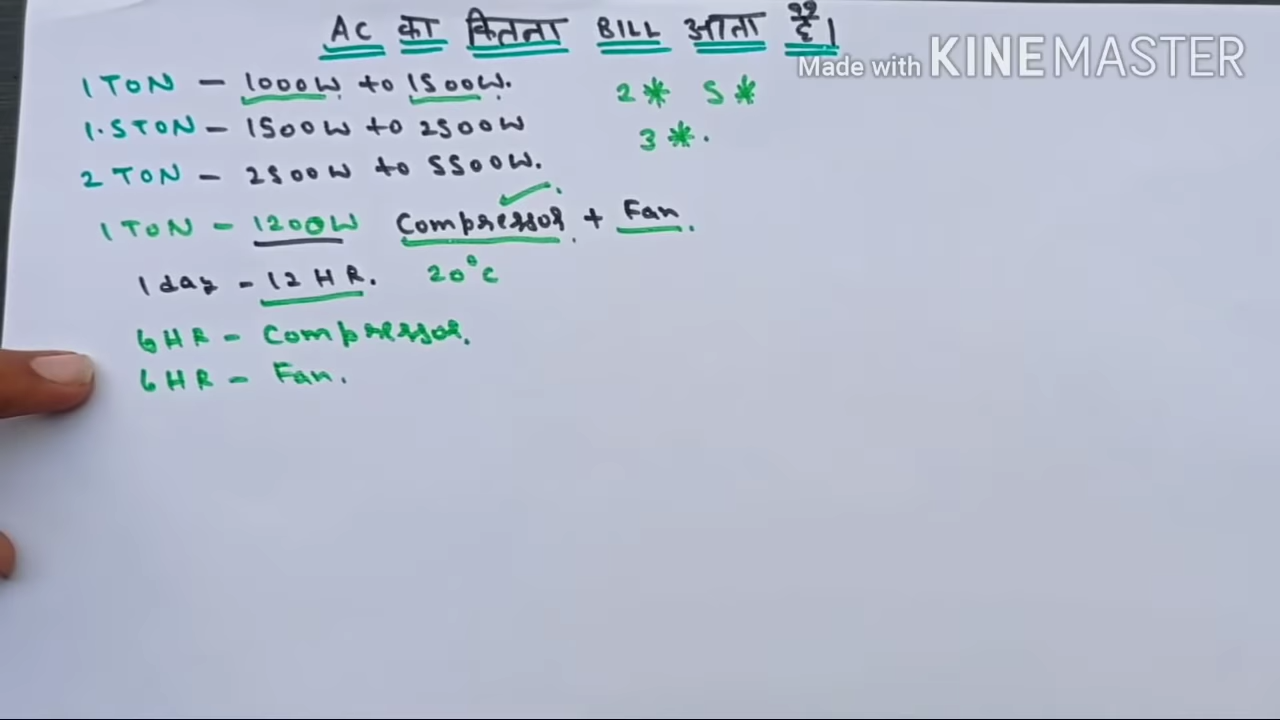 AC का कितना BILL आता है।
Made with KINEMASTER
1 TON - 1000W to 1500W. 2* 5*
1.5 TON - 1500W to 2500W 3*.
2 TON - 2500W to 5500W.
1 TON - 1200W Compressor + Fan.
1 day - 12 HR. 20°c
6 HR - Compressor.
6 HR - Fan.